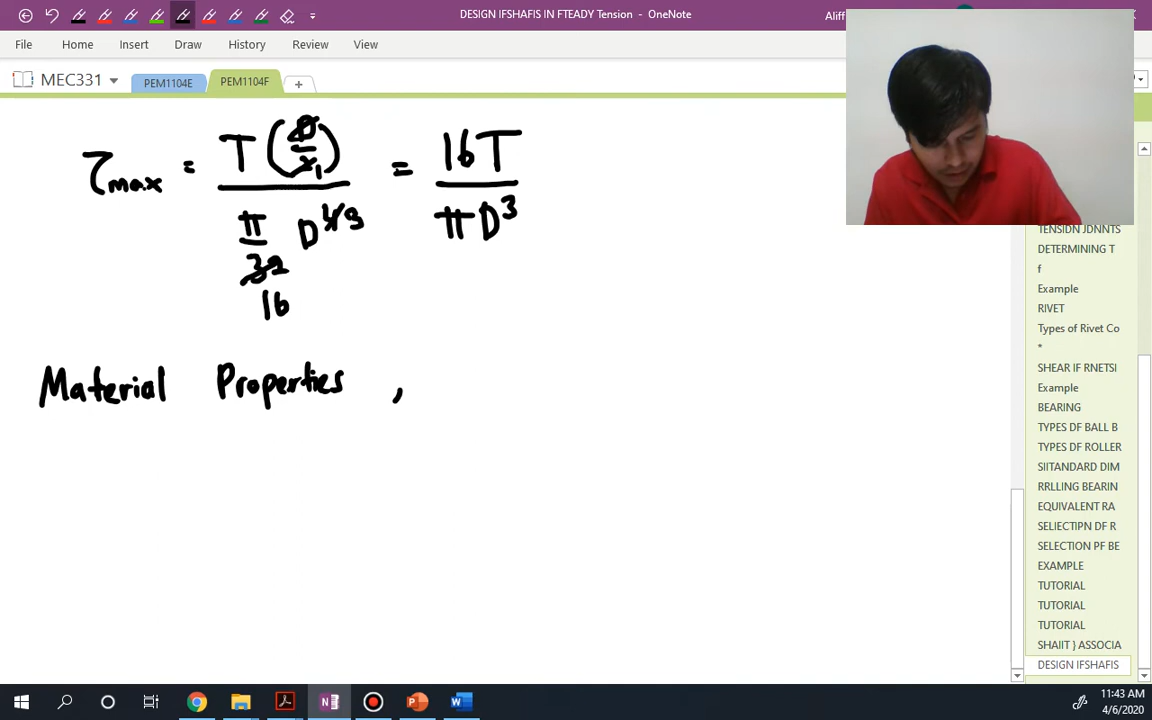 DESIGN IFSHAFIS IN FTEADY Tension - OneNote
Aliff
File Home Insert Draw History Review View
MEC331 PEM1104E PEM1104F
τmax = T(D/2) / (π/32 D⁴) = 16T / πD³
1
3
16
Material Properties ,
TENSIDN JDNNTS
DETERMINING T
f
Example
RIVET
Types of Rivet Co
*
SHEAR IF RNETSI
Example
BEARING
TYPES DF BALL B
TYPES DF ROLLER
SIITANDARD DIM
RRLLING BEARIN
EQUIVALENT RA
SELIECTIPN DF R
SELECTION PF BE
EXAMPLE
TUTORIAL
TUTORIAL
TUTORIAL
SHAIIT } ASSOCIA
DESIGN IFSHAFIS
11:43 AM
4/6/2020